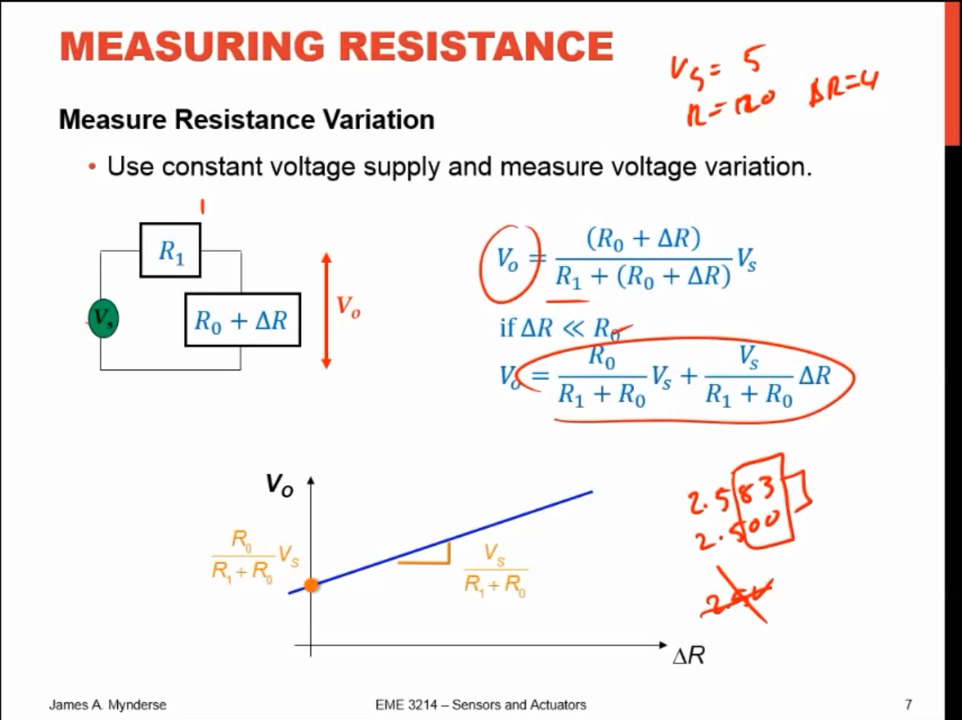 MEASURING RESISTANCE
V_S = 5
R = 120 ΔR=4
Measure Resistance Variation
• Use constant voltage supply and measure voltage variation.
R₁
Vₛ
R₀ + ΔR
Vₒ
Vₒ = (R₀ + ΔR) / (R₁ + (R₀ + ΔR)) Vₛ
if ΔR ≪ R₀
Vₒ = R₀ / (R₁ + R₀) Vₛ + Vₛ / (R₁ + R₀) ΔR
Vₒ
R₀ / (R₁ + R₀) Vₛ
Vₛ / (R₁ + R₀)
ΔR
2.583
2.500
James A. Mynderse
EME 3214 – Sensors and Actuators
7